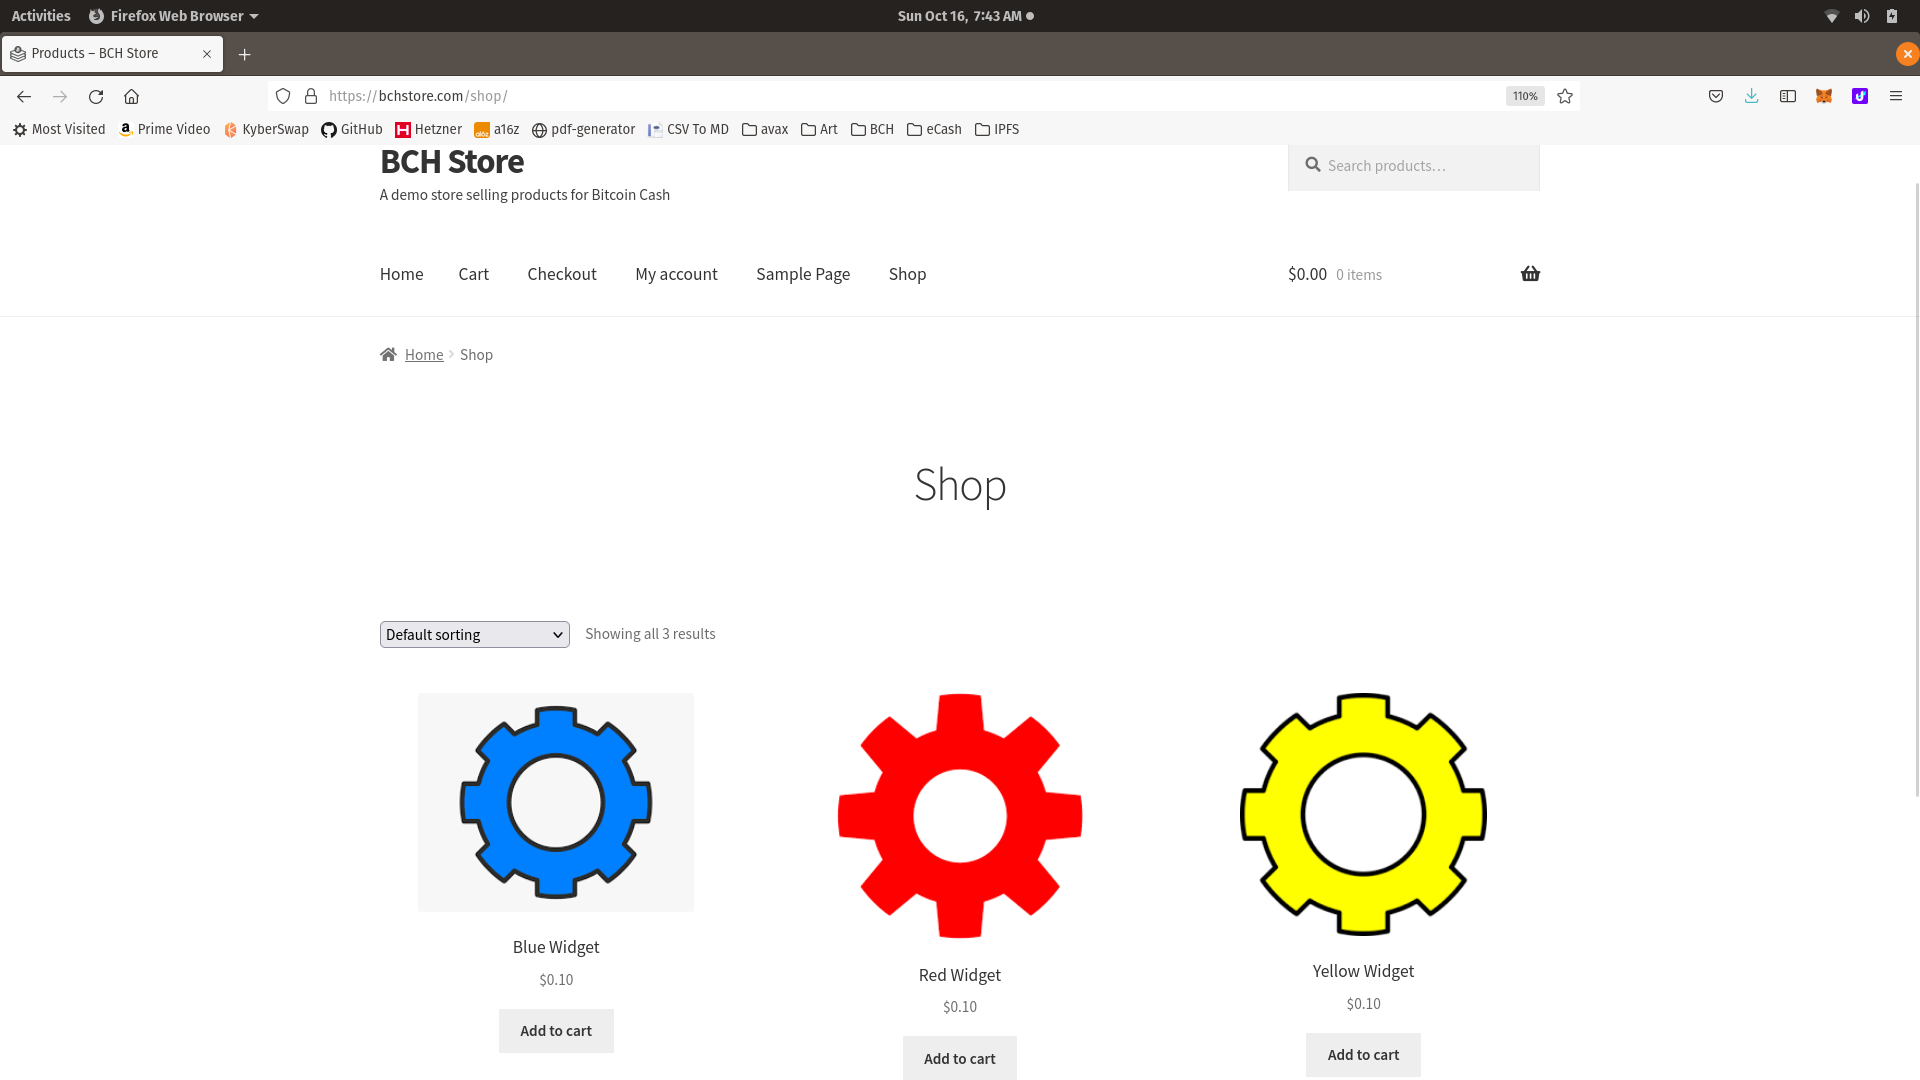 Activities Firefox Web Browser Sun Oct 16, 7:43 AM
Products – BCH Store
https://bchstore.com/shop/ 110%
Most Visited Prime Video KyberSwap GitHub Hetzner a16z pdf-generator CSV To MD avax Art BCH eCash IPFS
BCH Store
Search products…
A demo store selling products for Bitcoin Cash
Home Cart Checkout My account Sample Page Shop $0.00 0 items
Home Shop
Shop
Default sorting Showing all 3 results
Blue Widget
$0.10
Add to cart
Red Widget
$0.10
Add to cart
Yellow Widget
$0.10
Add to cart